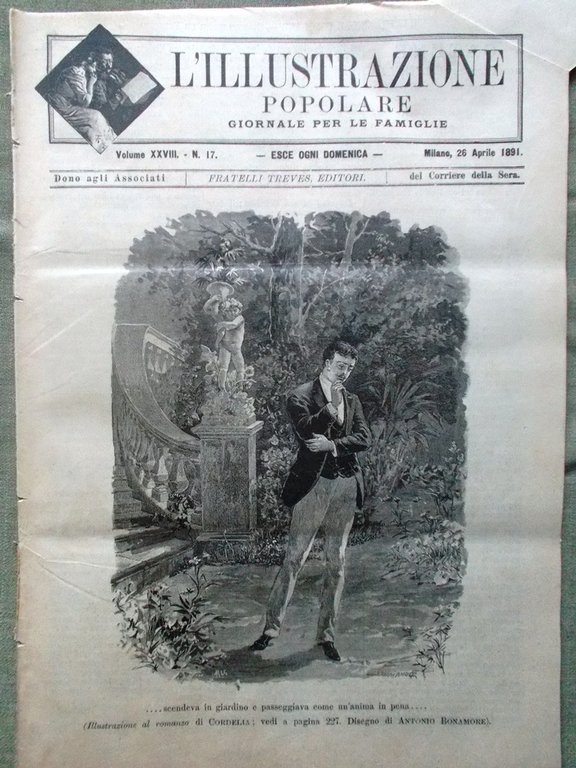 L'ILLUSTRAZIONE
POPOLARE
GIORNALE PER LE FAMIGLIE
Volume XXVIII. - N. 17. — ESCE OGNI DOMENICA — Milano, 26 Aprile 1891.
Dono agli Associati FRATELLI TREVES, EDITORI. del Corriere della Sera.
....scendeva in giardino e passeggiava come un'anima in pena....
(Illustrazione al romanzo di CORDELIA; vedi a pagina 227. Disegno di ANTONIO BONAMORE).